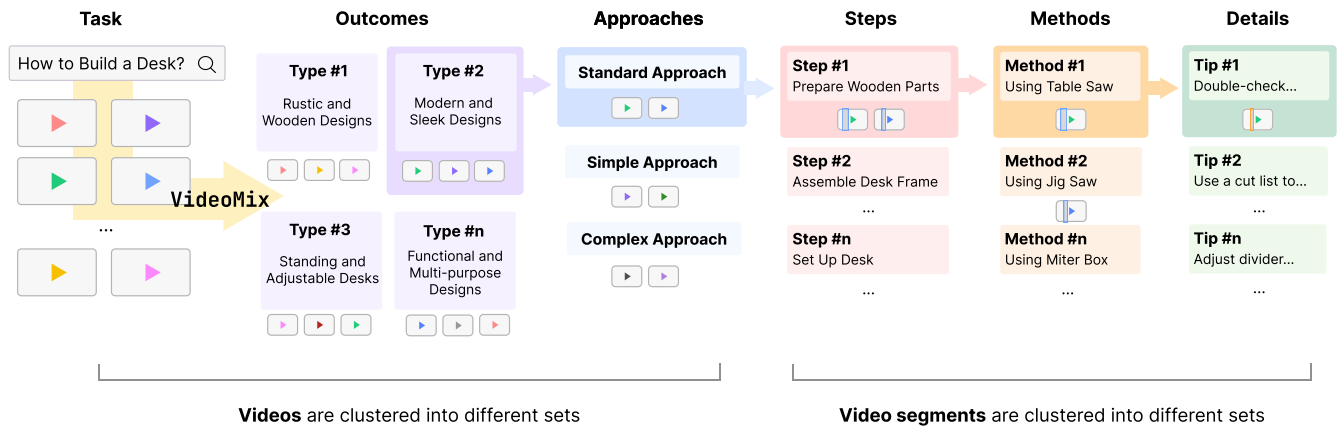 Task
How to Build a Desk?
...
VideoMix
Outcomes
Type #1
Rustic and
Wooden Designs
Type #2
Modern and
Sleek Designs
Type #3
Standing and
Adjustable Desks
Type #n
Functional and
Multi-purpose
Designs
Approaches
Standard Approach
Simple Approach
Complex Approach
Steps
Step #1
Prepare Wooden Parts
Step #2
Assemble Desk Frame
...
Step #n
Set Up Desk
...
Methods
Method #1
Using Table Saw
Method #2
Using Jig Saw
Method #n
Using Miter Box
...
Details
Tip #1
Double-check...
Tip #2
Use a cut list to...
...
Tip #n
Adjust divider...
...
Videos are clustered into different sets
Video segments are clustered into different sets